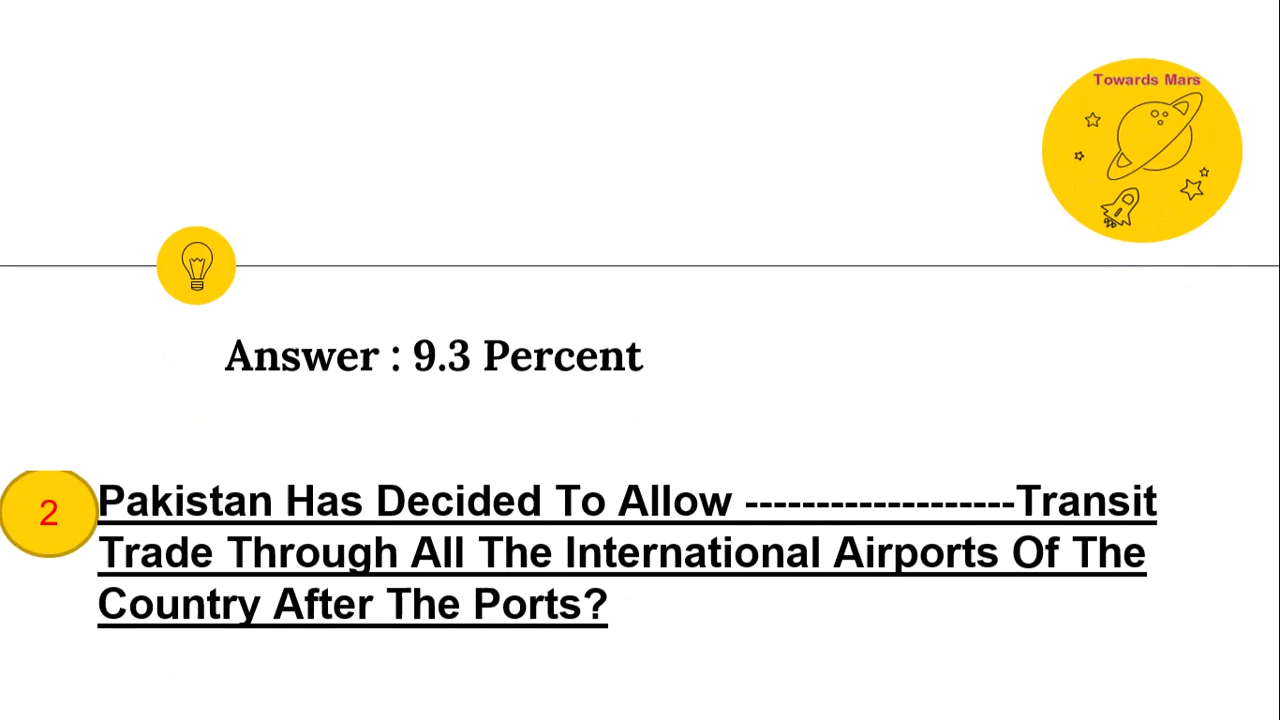 Towards Mars
Answer : 9.3 Percent
2
Pakistan Has Decided To Allow -------------------Transit
Trade Through All The International Airports Of The
Country After The Ports?